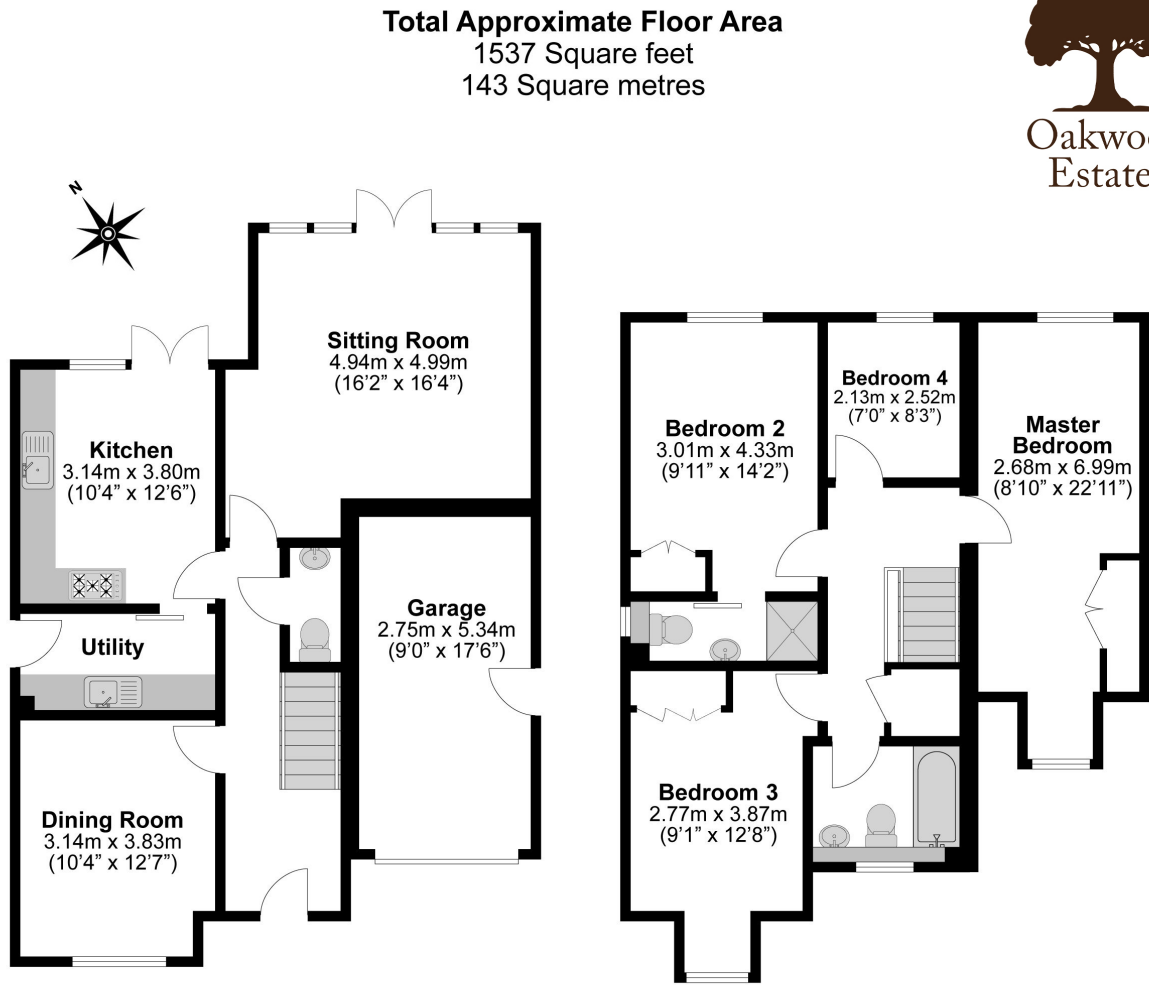 Total Approximate Floor Area
1537 Square feet
143 Square metres
Oakwoo
Estate
N
Sitting Room
4.94m x 4.99m
(16'2" x 16'4")
Kitchen
3.14m x 3.80m
(10'4" x 12'6")
Utility
Garage
2.75m x 5.34m
(9'0" x 17'6")
Dining Room
3.14m x 3.83m
(10'4" x 12'7")
Bedroom 2
3.01m x 4.33m
(9'11" x 14'2")
Bedroom 4
2.13m x 2.52m
(7'0" x 8'3")
Master
Bedroom
2.68m x 6.99m
(8'10" x 22'11")
Bedroom 3
2.77m x 3.87m
(9'1" x 12'8")